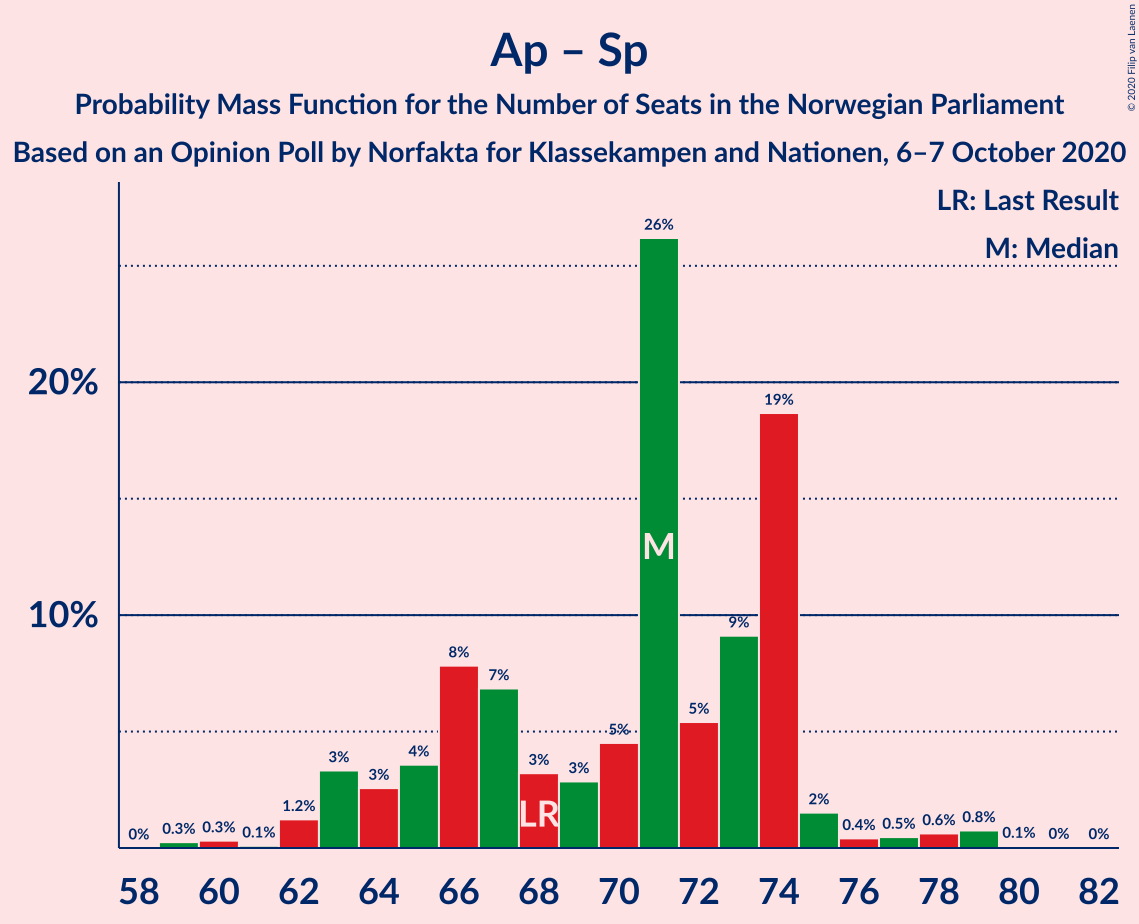 Ap – Sp
Probability Mass Function for the Number of Seats in the Norwegian Parliament
Based on an Opinion Poll by Norfakta for Klassekampen and Nationen, 6–7 October 2020
© 2020 Filip van Laenen
LR: Last Result
M: Median
20%
10%
0% 0.3% 0.3% 0.1% 1.2% 3% 3% 4% 8% 7% 3% 3% 5% 26% 5% 9% 19% 2% 0.4% 0.5% 0.6% 0.8% 0.1% 0% 0%
M
LR
58 60 62 64 66 68 70 72 74 76 78 80 82